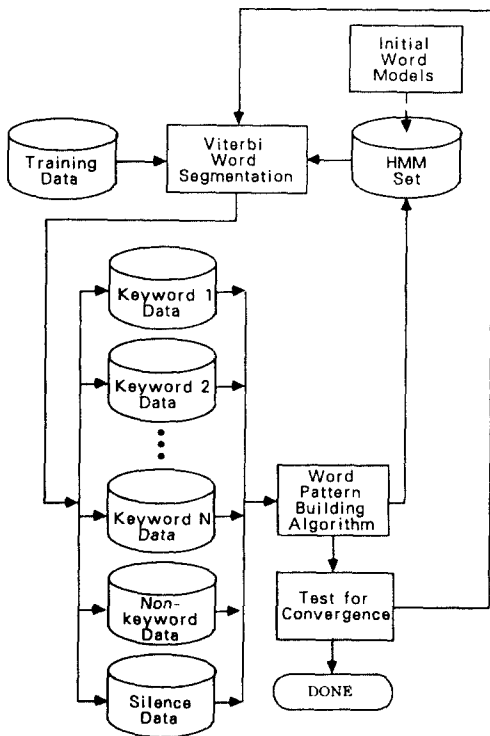 Initial
Word
Models
Training
Data
Viterbi
Word
Segmentation
HMM
Set
Keyword 1
Data
Keyword 2
Data
Keyword N
Data
Non-
keyword
Data
Silence
Data
Word
Pattern
Building
Algorithm
Test for
Convergence
DONE